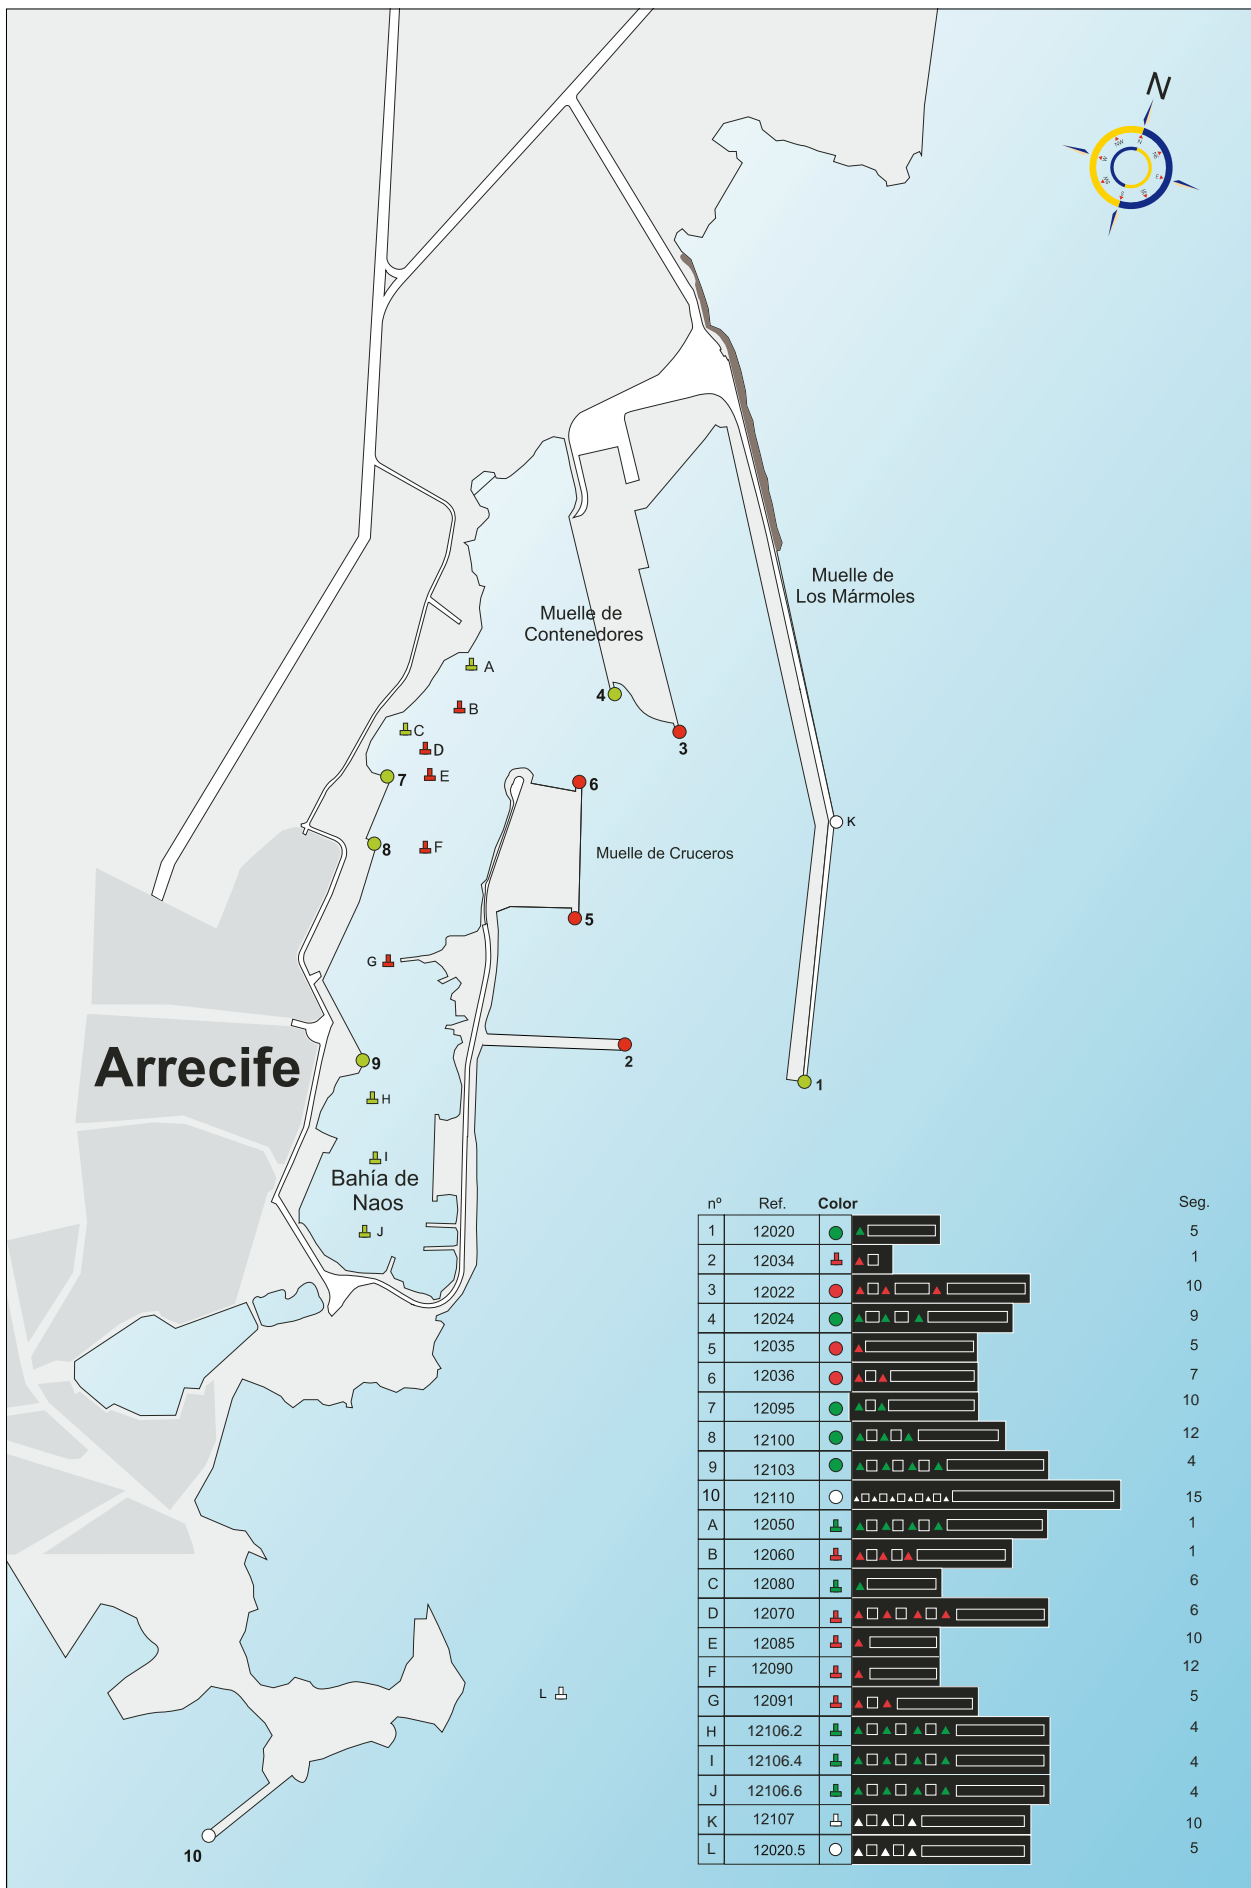 N
N
NE
E
SE
S
SW
W
NW
Muelle de
Los Mármoles
Muelle de
Contenedores
A
B
C
D
E
4
3
7
6
K
8
F
Muelle de Cruceros
5
G
Arrecife
9
2
1
H
I
Bahía de
Naos
J
L
10
nº Ref. Color Seg.
1 12020 5
2 12034 1
3 12022 10
4 12024 9
5 12035 5
6 12036 7
7 12095 10
8 12100 12
9 12103 4
10 12110 15
A 12050 1
B 12060 1
C 12080 6
D 12070 6
E 12085 10
F 12090 12
G 12091 5
H 12106.2 4
I 12106.4 4
J 12106.6 4
K 12107 10
L 12020.5 5